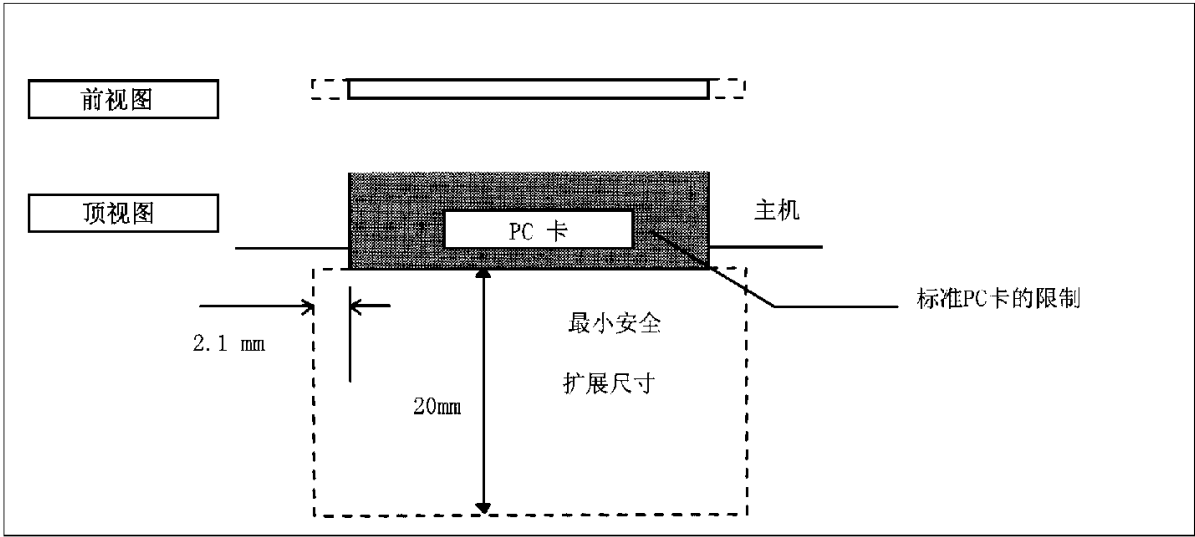 前视图
顶视图
PC 卡
主机
标准PC卡的限制
2.1 mm
最小安全
扩展尺寸
20mm